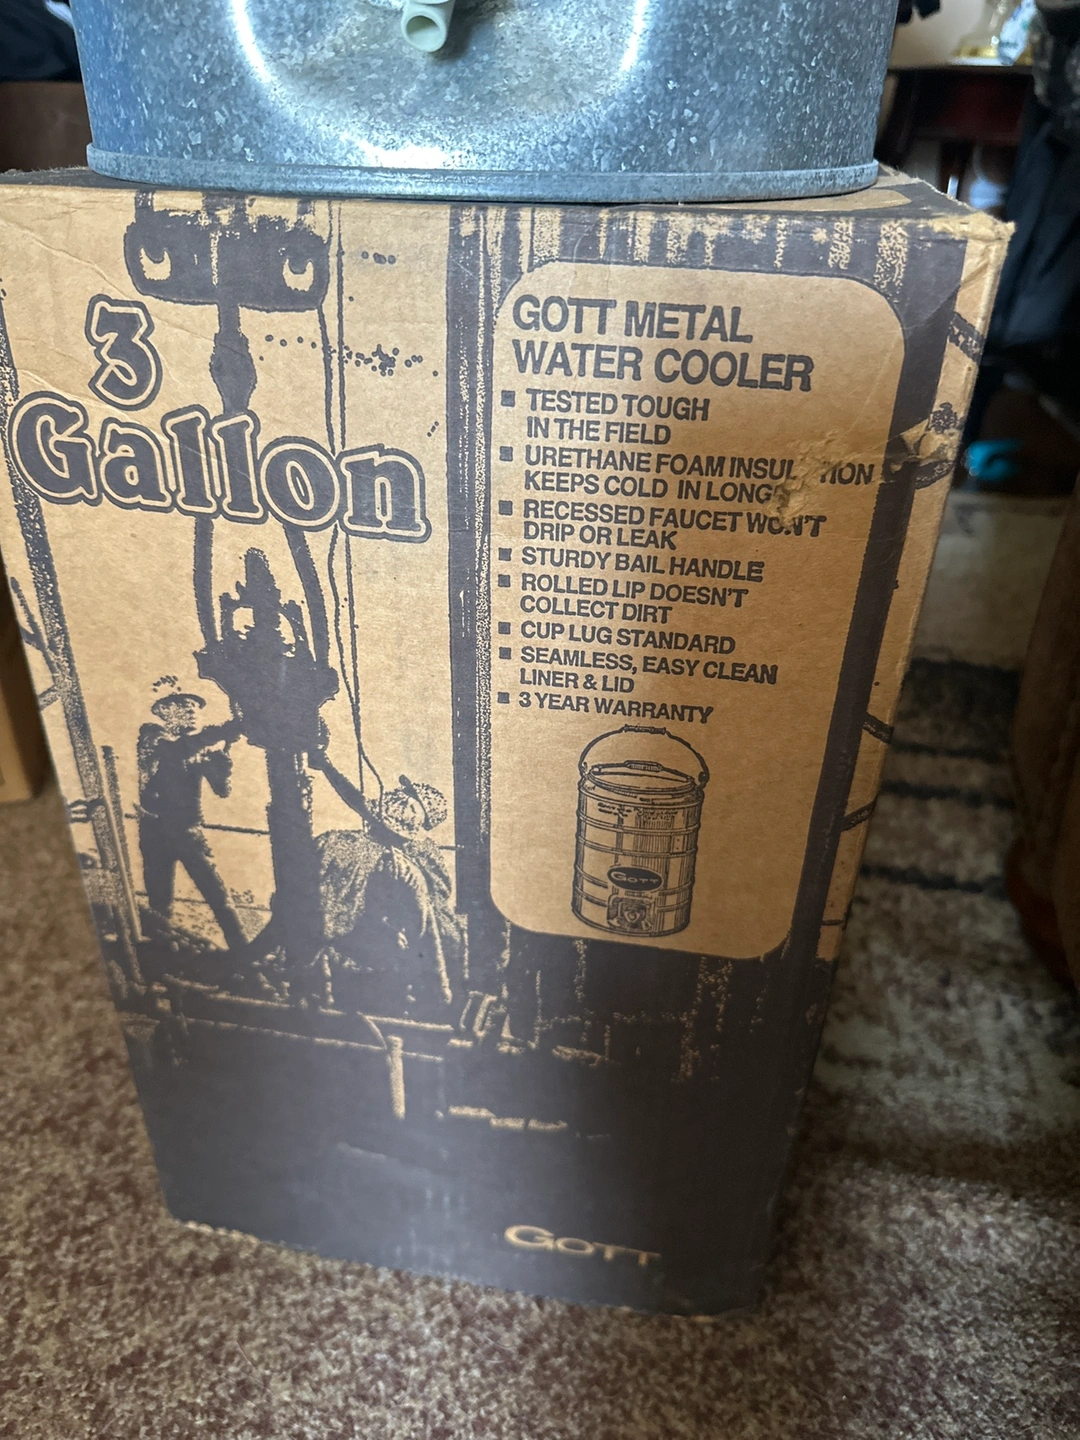 3
Gallon
GOTT METAL
WATER COOLER
TESTED TOUGH
IN THE FIELD
URETHANE FOAM INSUL TION
KEEPS COLD IN LONG
RECESSED FAUCET WON'T
DRIP OR LEAK
STURDY BAIL HANDLE
ROLLED LIP DOESN'T
COLLECT DIRT
CUP LUG STANDARD
SEAMLESS, EASY CLEAN
LINER & LID
3 YEAR WARRANTY
GOTT
GOTT